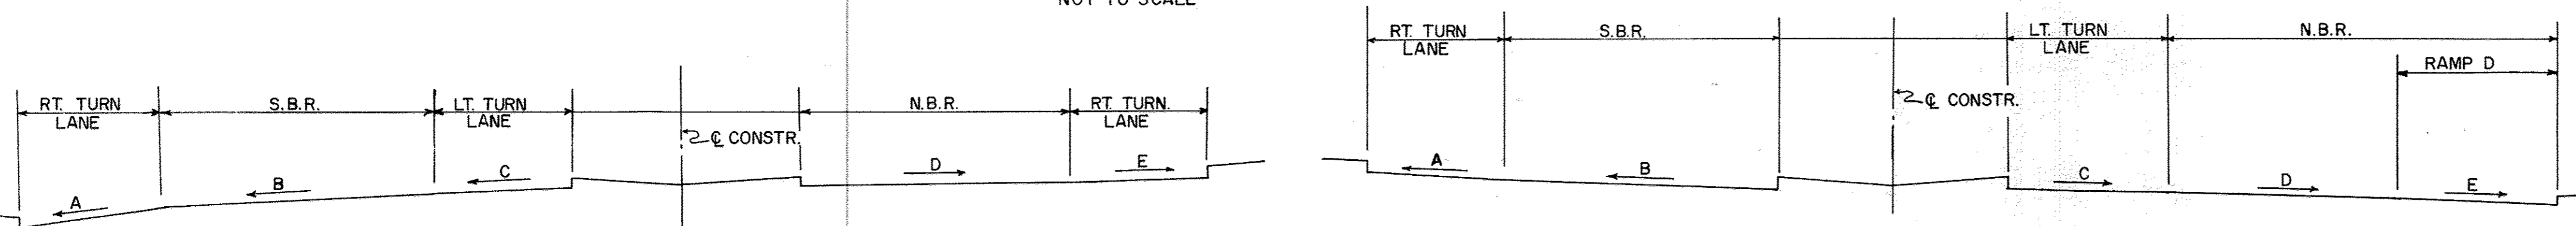 NOT TO SCALE
RT. TURN
LANE
S.B.R.
LT. TURN
LANE
℄ CONSTR.
N.B.R.
RT. TURN.
LANE
A
B
C
D
E
RT. TURN
LANE
S.B.R.
℄ CONSTR.
LT. TURN
LANE
N.B.R.
RAMP D
A
B
C
D
E